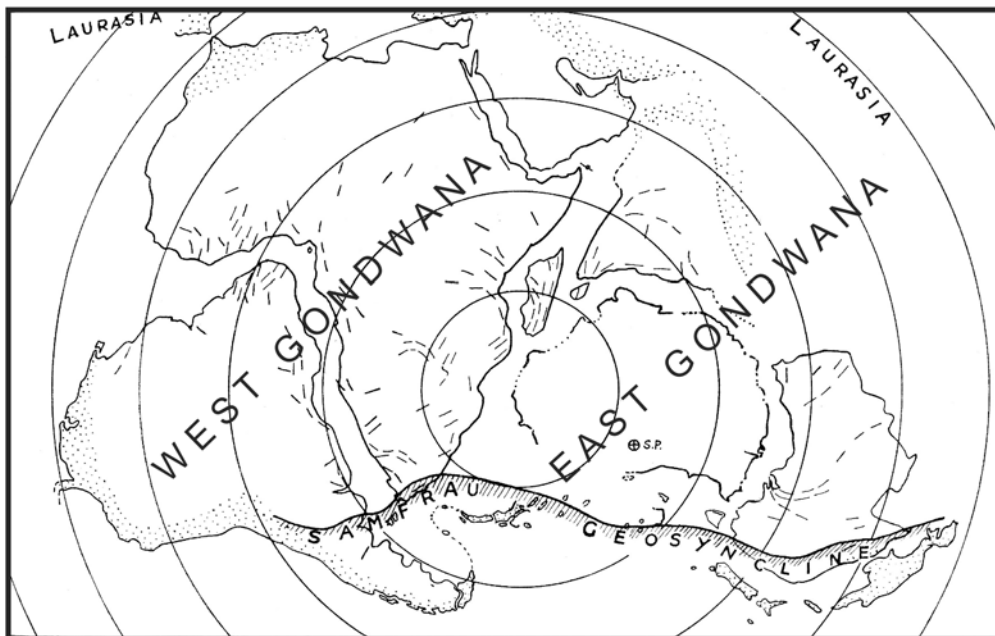 LAURASIA
LAURASIA
WEST GONDWANA
EAST GONDWANA
S.P.
SAMFRAU GEOSYNCLINE